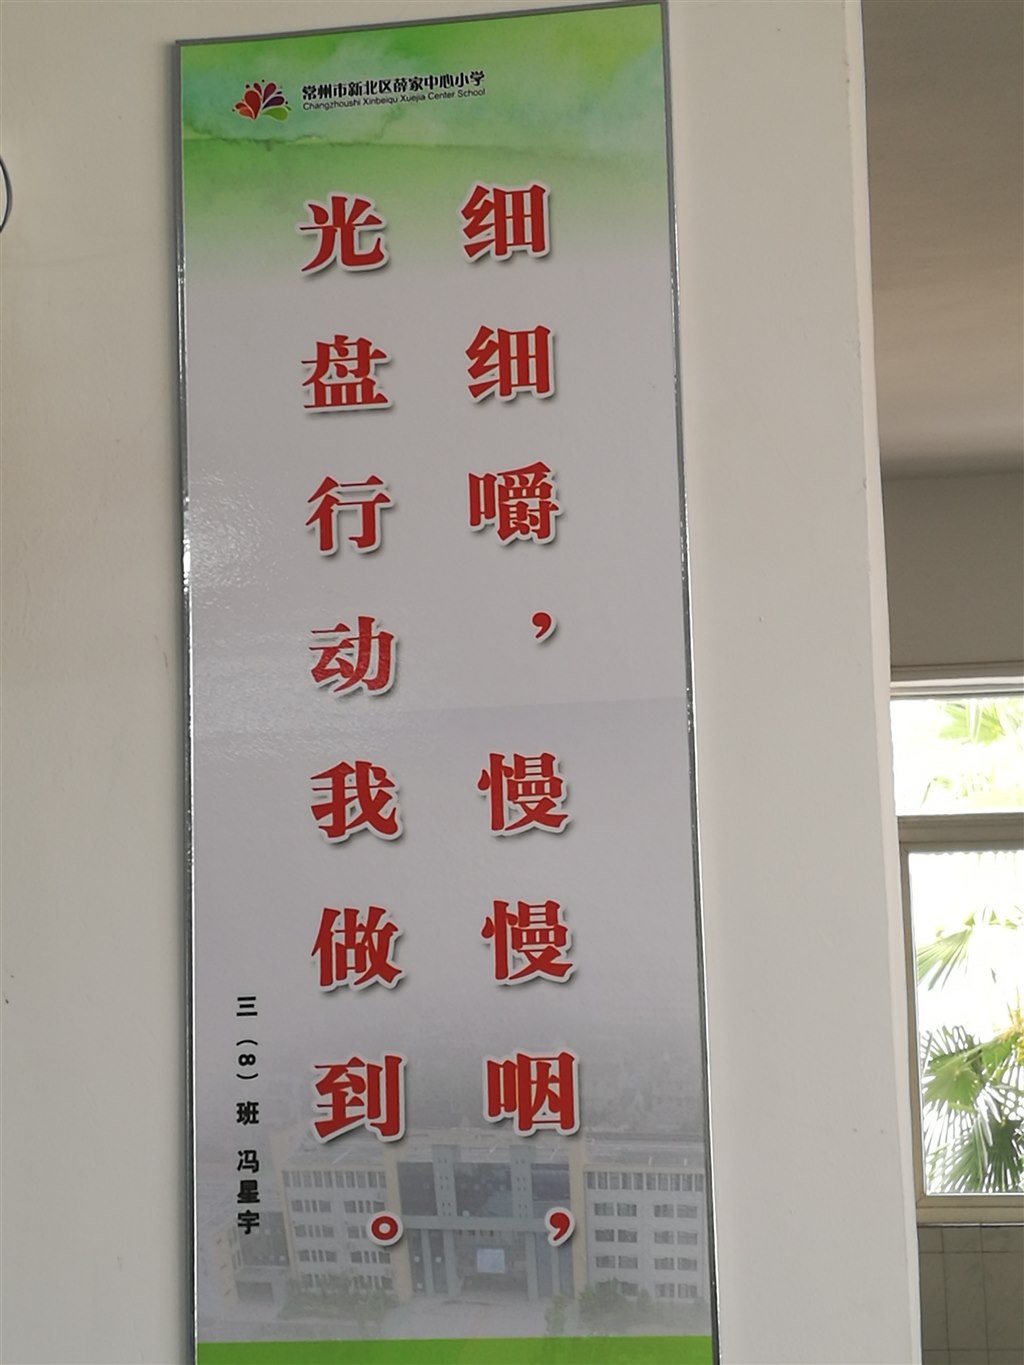 常州市新北区薛家中心小学
Changzhoushi Xinbeiqu Xuejia Center School
细细嚼，慢慢咽，
光盘行动我做到。
三（8）班 冯星宇